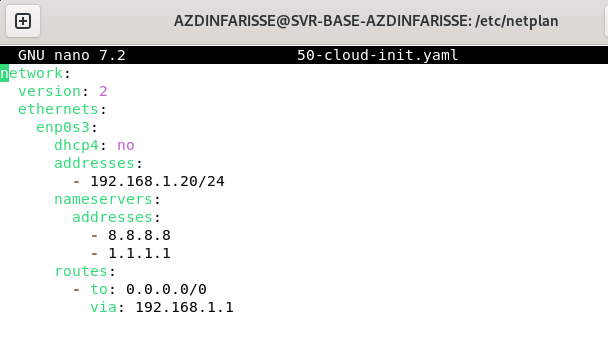 AZDINFARISSE@SVR-BASE-AZDINFARISSE: /etc/netplan
GNU nano 7.2 50-cloud-init.yaml
network:
  version: 2
  ethernets:
    enp0s3:
      dhcp4: no
      addresses:
        - 192.168.1.20/24
      nameservers:
        addresses:
          - 8.8.8.8
          - 1.1.1.1
      routes:
        - to: 0.0.0.0/0
          via: 192.168.1.1